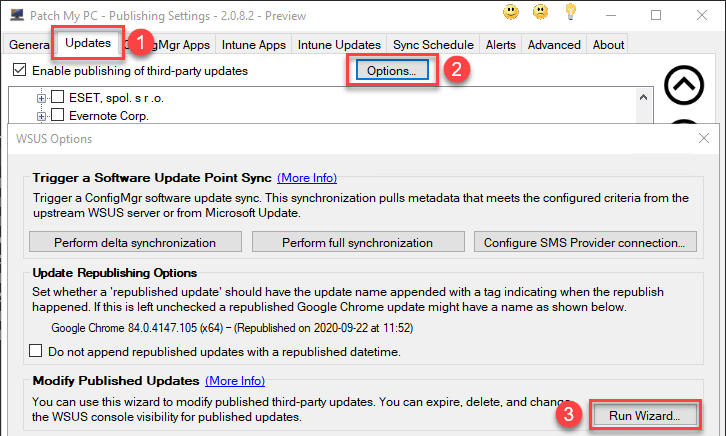 Patch My PC - Publishing Settings - 2.0.8.2 - Preview
1
General Updates ConfigMgr Apps Intune Apps Intune Updates Sync Schedule Alerts Advanced About
Enable publishing of third-party updates Options... 2
ESET, spol. s r .o.
Evernote Corp.
WSUS Options
Trigger a Software Update Point Sync (More Info)
Trigger a ConfigMgr software update sync. This synchronization pulls metadata that meets the configured criteria from the
upstream WSUS server or from Microsoft Update.
Perform delta synchronization Perform full synchronization Configure SMS Provider connection...
Update Republishing Options
Set whether a 'republished update' should have the update name appended with a tag indicating when the republish
happened. If this is left unchecked a republished Google Chrome update might have a name as shown below.
Google Chrome 84.0.4147.105 (x64) – (Republished on 2020-09-22 at 11:52)
Do not append republished updates with a republished datetime.
Modify Published Updates (More Info)
You can use this wizard to modify published third-party updates. You can expire, delete, and change
the WSUS console visibility for published updates.
3 Run Wizard...